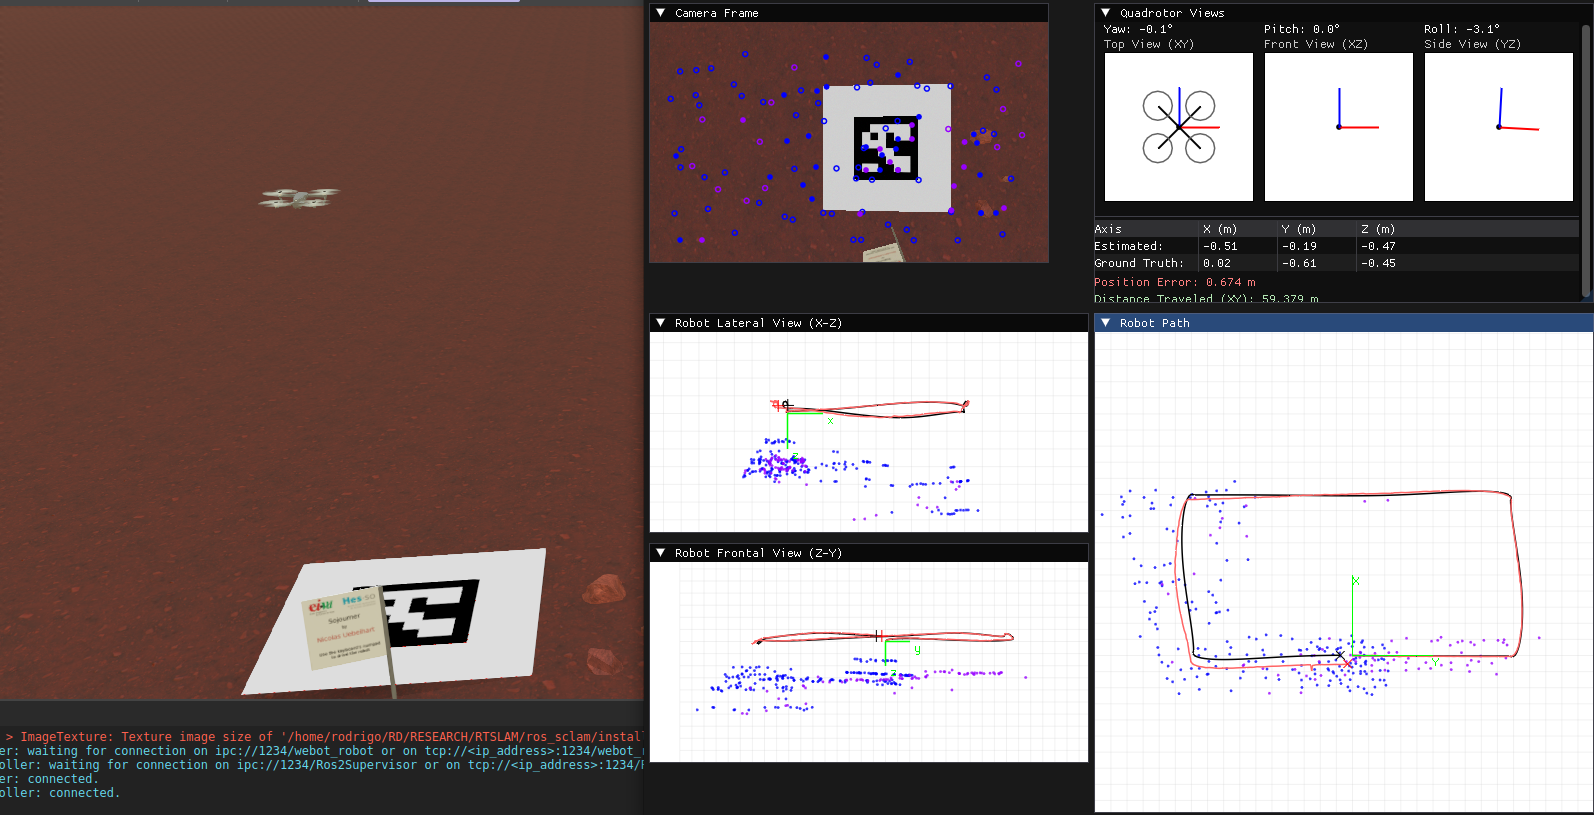 Sojourner
by
Nicolas Uebelhart
> ImageTexture: Texture image size of '/home/rodrigo/RD/RESEARCH/RTSLAM/ros_sclam/instal
er: waiting for connection on ipc://1234/webot_robot or on tcp://<ip_address>:1234/webot_
oller: waiting for connection on ipc://1234/Ros2Supervisor or on tcp://<ip_address>:1234/
er: connected.
oller: connected.
Camera Frame
Robot Lateral View (X-Z)
x
z
Robot Frontal View (Z-Y)
y
z
Quadrotor Views
Yaw: -0.1° Pitch: 0.0° Roll: -3.1°
Top View (XY) Front View (XZ) Side View (YZ)
Axis X (m) Y (m) Z (m)
Estimated: -0.51 -0.19 -0.47
Ground Truth: 0.02 -0.61 -0.45
Position Error: 0.674 m
Distance Traveled (XY): 59.379 m
Robot Path
X
Y